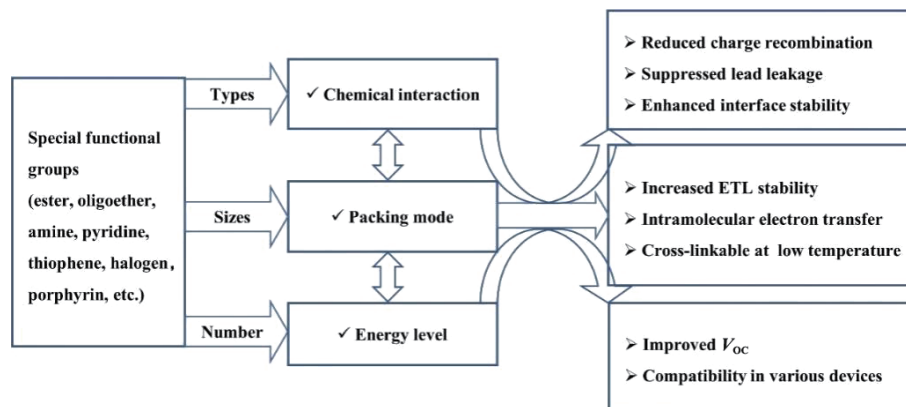 Special functional
groups
(ester, oligoether,
amine, pyridine,
thiophene, halogen,
porphyrin, etc.)
Types
Sizes
Number
✓ Chemical interaction
✓ Packing mode
✓ Energy level
➤ Reduced charge recombination
➤ Suppressed lead leakage
➤ Enhanced interface stability
➤ Increased ETL stability
➤ Intramolecular electron transfer
➤ Cross-linkable at low temperature
➤ Improved VOC
➤ Compatibility in various devices